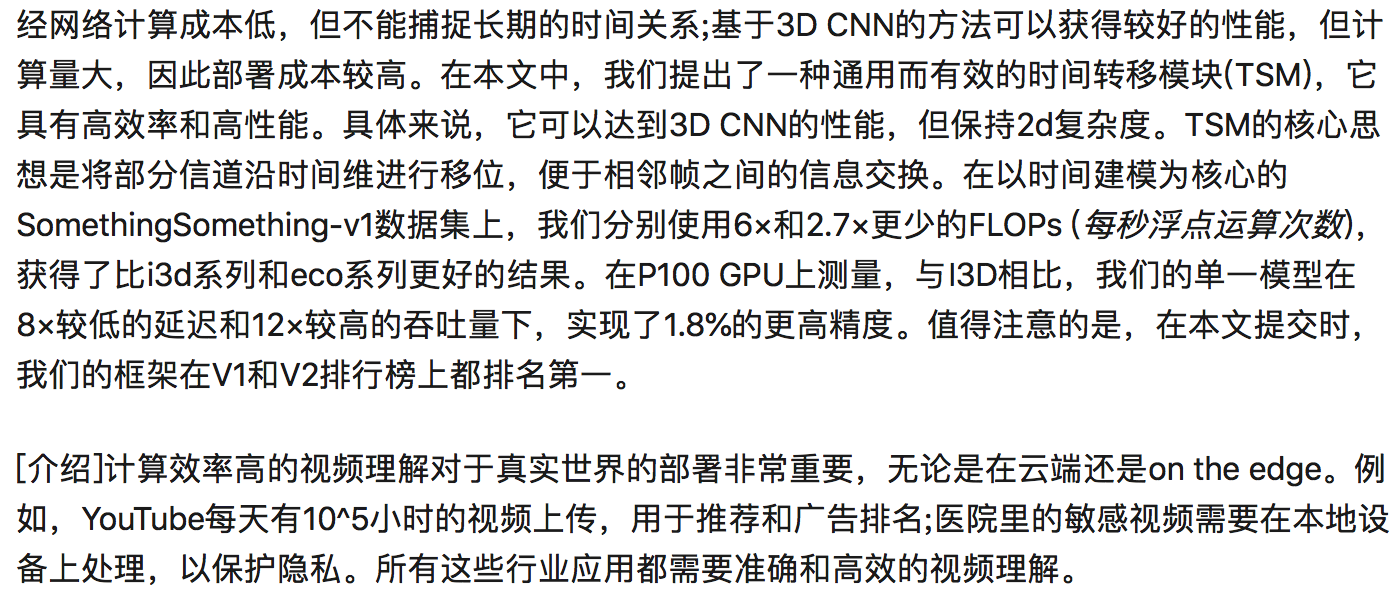 经网络计算成本低，但不能捕捉长期的时间关系;基于3D CNN的方法可以获得较好的性能，但计
算量大，因此部署成本较高。在本文中，我们提出了一种通用而有效的时间转移模块(TSM)，它
具有高效率和高性能。具体来说，它可以达到3D CNN的性能，但保持2d复杂度。TSM的核心思
想是将部分信道沿时间维进行移位，便于相邻帧之间的信息交换。在以时间建模为核心的
SomethingSomething-v1数据集上，我们分别使用6×和2.7×更少的FLOPs (每秒浮点运算次数)，
获得了比i3d系列和eco系列更好的结果。在P100 GPU上测量，与I3D相比，我们的单一模型在
8×较低的延迟和12×较高的吞吐量下，实现了1.8%的更高精度。值得注意的是，在本文提交时，
我们的框架在V1和V2排行榜上都排名第一。
[介绍]计算效率高的视频理解对于真实世界的部署非常重要，无论是在云端还是on the edge。例
如，YouTube每天有10^5小时的视频上传，用于推荐和广告排名;医院里的敏感视频需要在本地设
备上处理，以保护隐私。所有这些行业应用都需要准确和高效的视频理解。